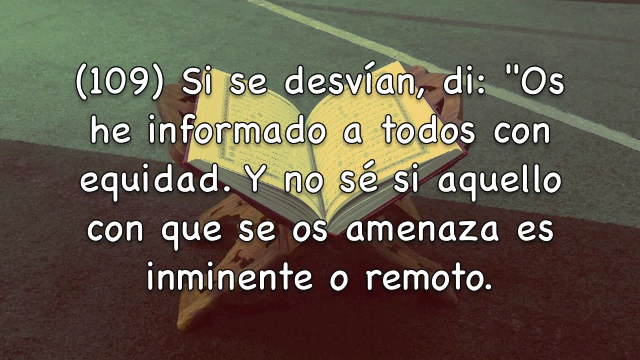 (109) Si se desvían, di: "Os
he informado a todos con
equidad. Y no sé si aquello
con que se os amenaza es
inminente o remoto.